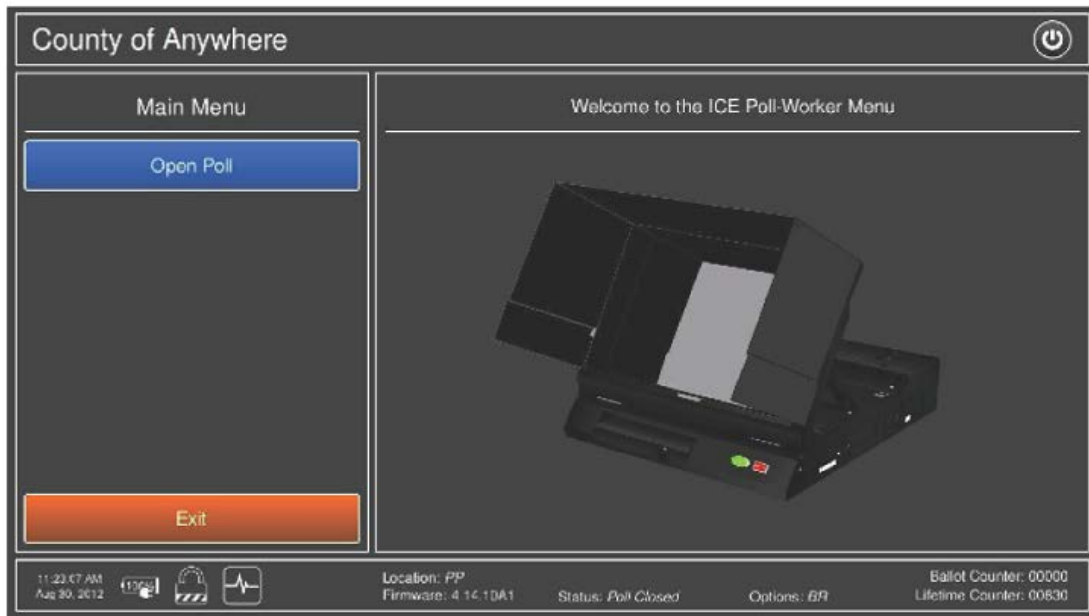 County of Anywhere
Main Menu
Open Poll
Exit
Welcome to the ICE Poll-Worker Menu
11:23:07 AM
Aug 30, 2012
100%
Location: PP
Firmware: 4.14.10A1
Status: Poll Closed
Options: BR
Ballot Counter: 00000
Lifetime Counter: 00830